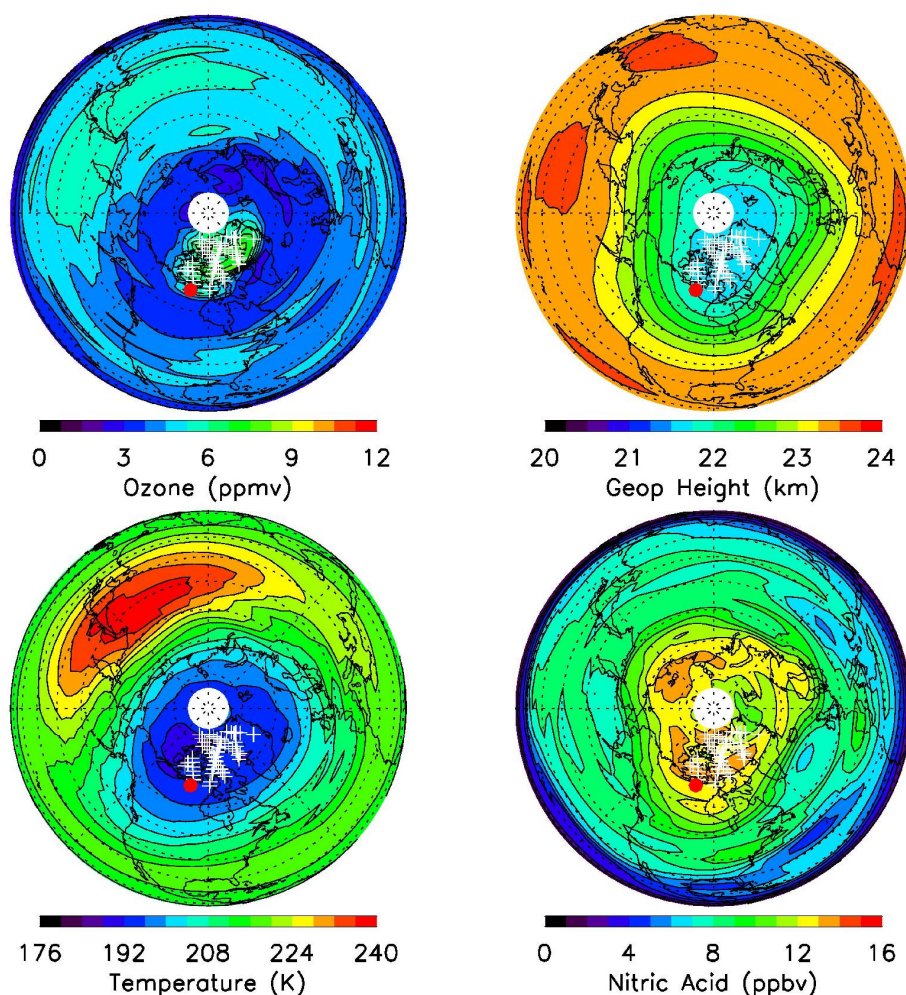 0 3 6 9 12
Ozone (ppmv)
20 21 22 23 24
Geop Height (km)
176 192 208 224 240
Temperature (K)
0 4 8 12 16
Nitric Acid (ppbv)